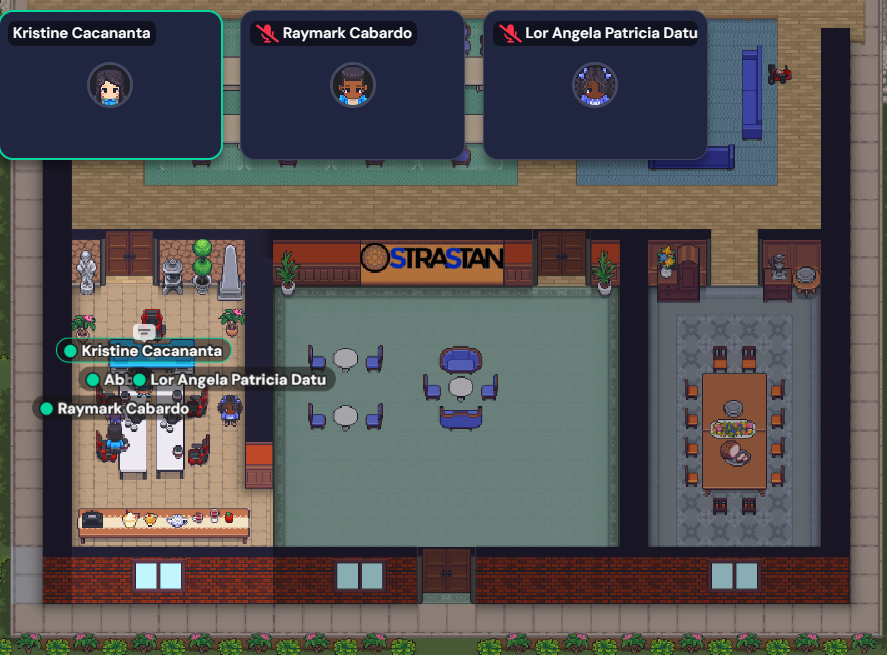 Kristine Cacananta
Raymark Cabardo
Lor Angela Patricia Datu
STRASTAN
Kristine Cacananta
Ab
Lor Angela Patricia Datu
Raymark Cabardo